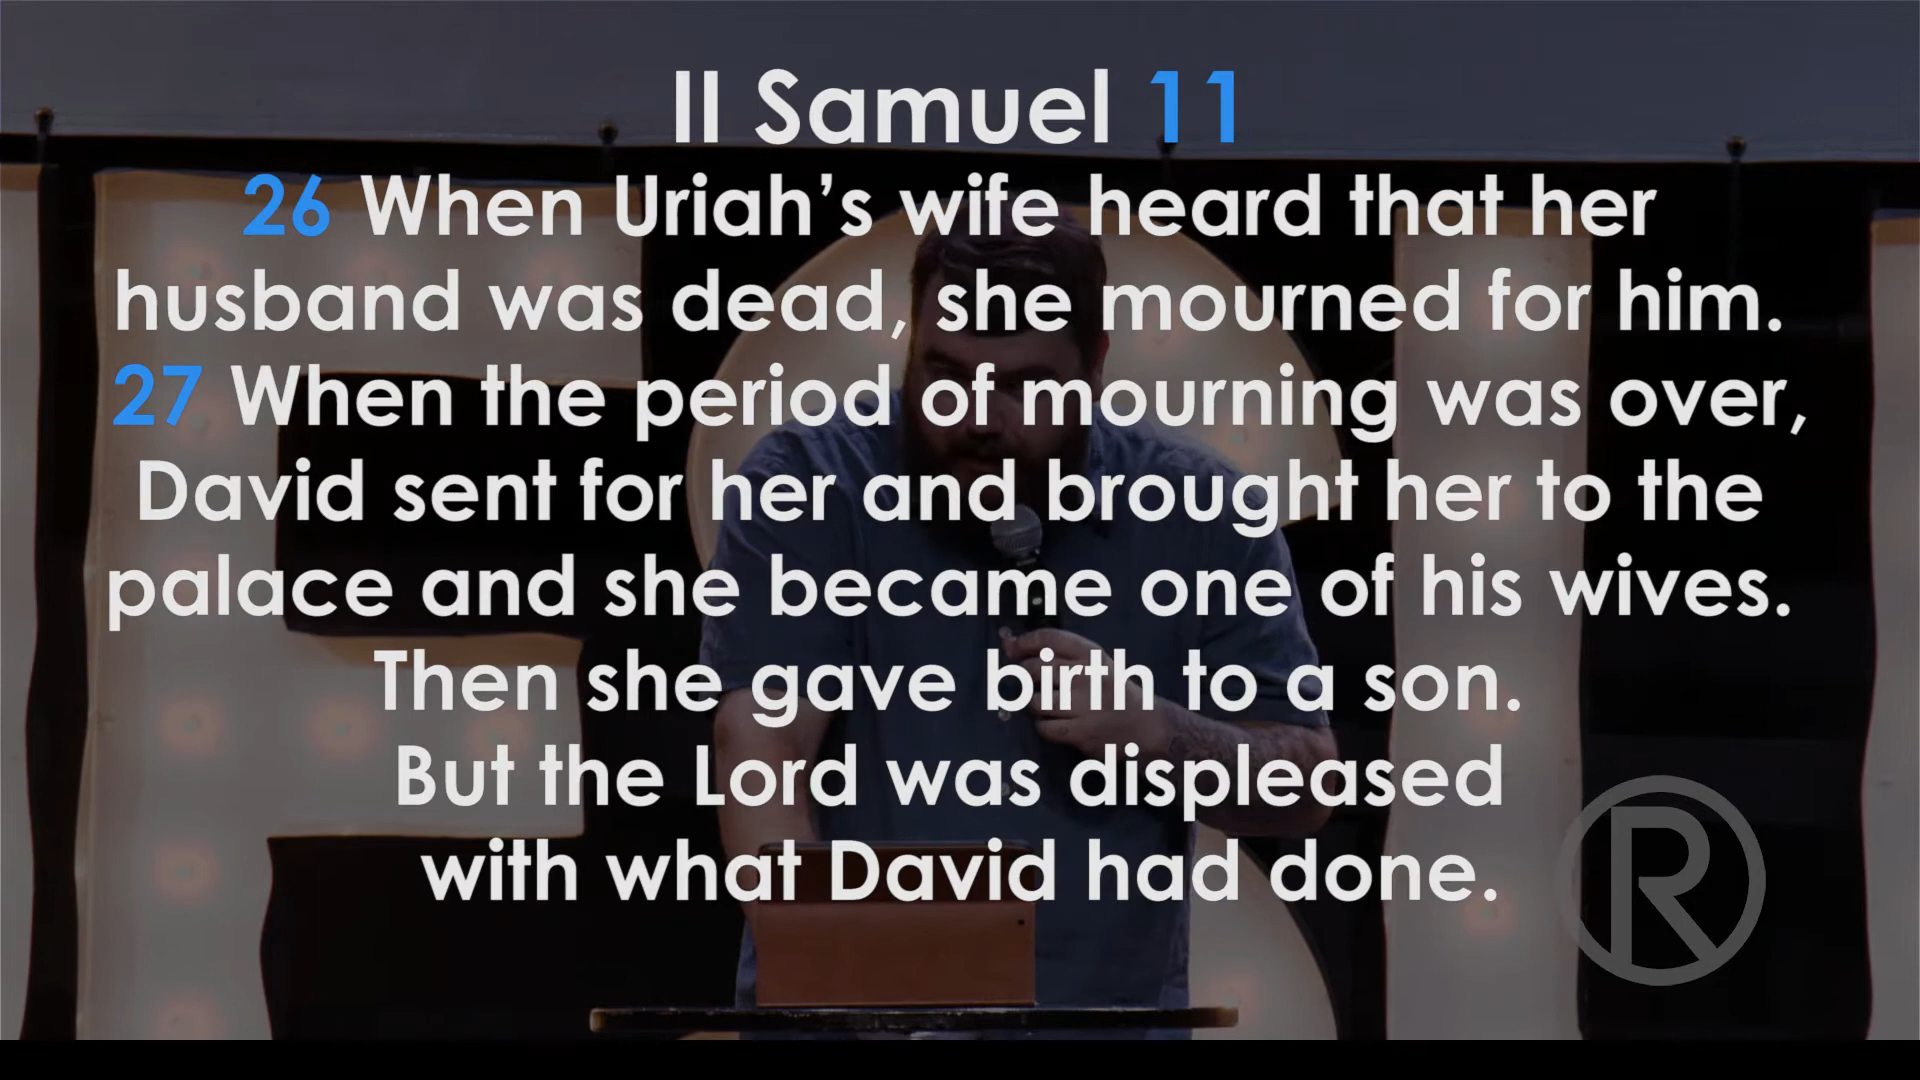 II Samuel 11
26 When Uriah’s wife heard that her
husband was dead, she mourned for him.
27 When the period of mourning was over,
David sent for her and brought her to the
palace and she became one of his wives.
Then she gave birth to a son.
But the Lord was displeased
with what David had done.
R